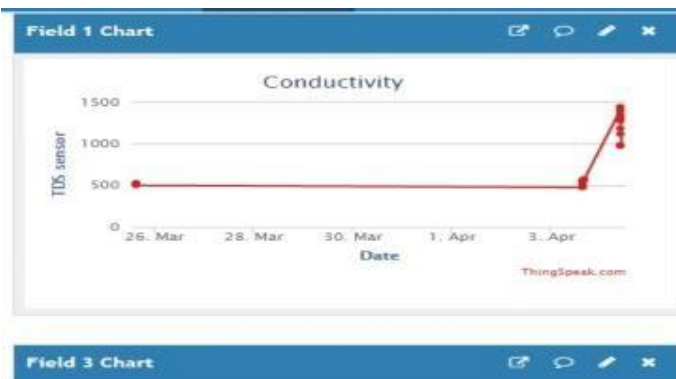 Field 1 Chart
Conductivity
1500
1000
500
0
TDS sensor
26. Mar
28. Mar
30. Mar
1. Apr
3. Apr
Date
ThingSpeak.com
Field 3 Chart